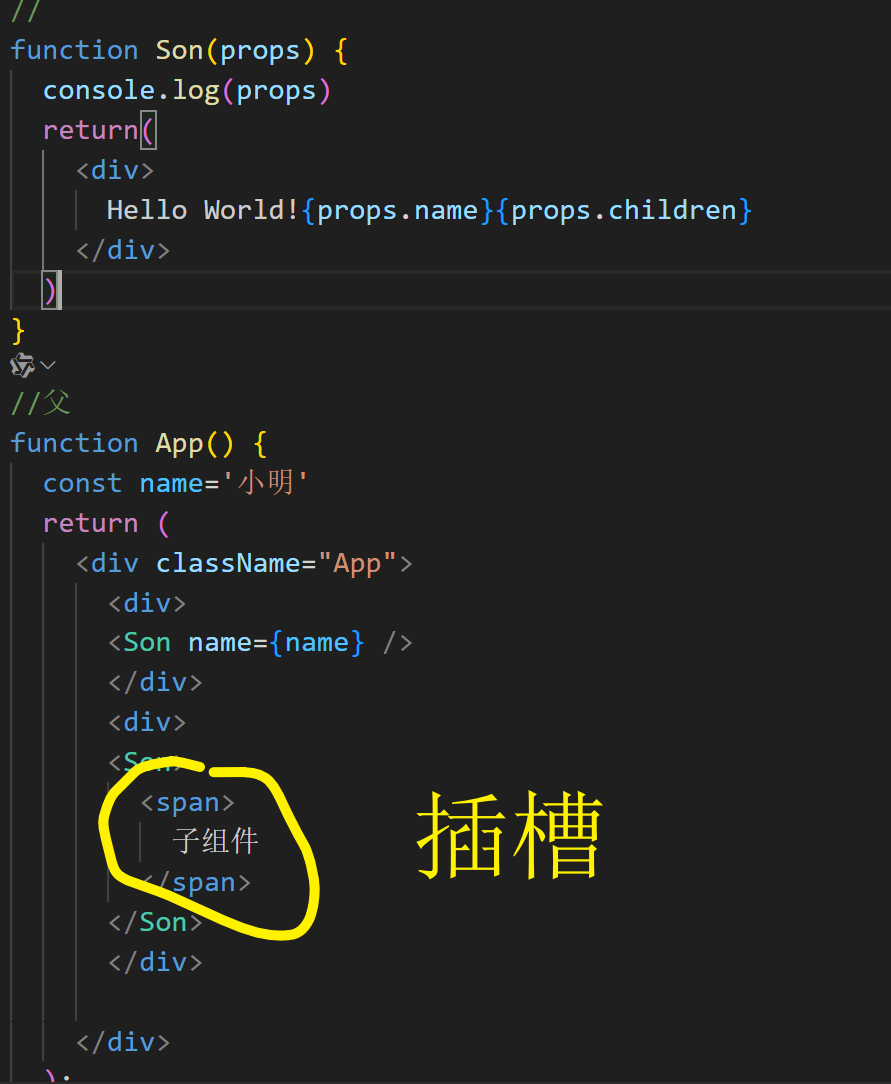 //
function Son(props) {
  console.log(props)
  return(
    <div>
      Hello World!{props.name}{props.children}
    </div>
  )
}
//父
function App() {
  const name='小明'
  return (
    <div className="App">
      <div>
      <Son name={name} />
      </div>
      <div>
      <Son>
        <span>
          子组件
        </span>
      </Son>
      </div>
    </div>
  );
插槽